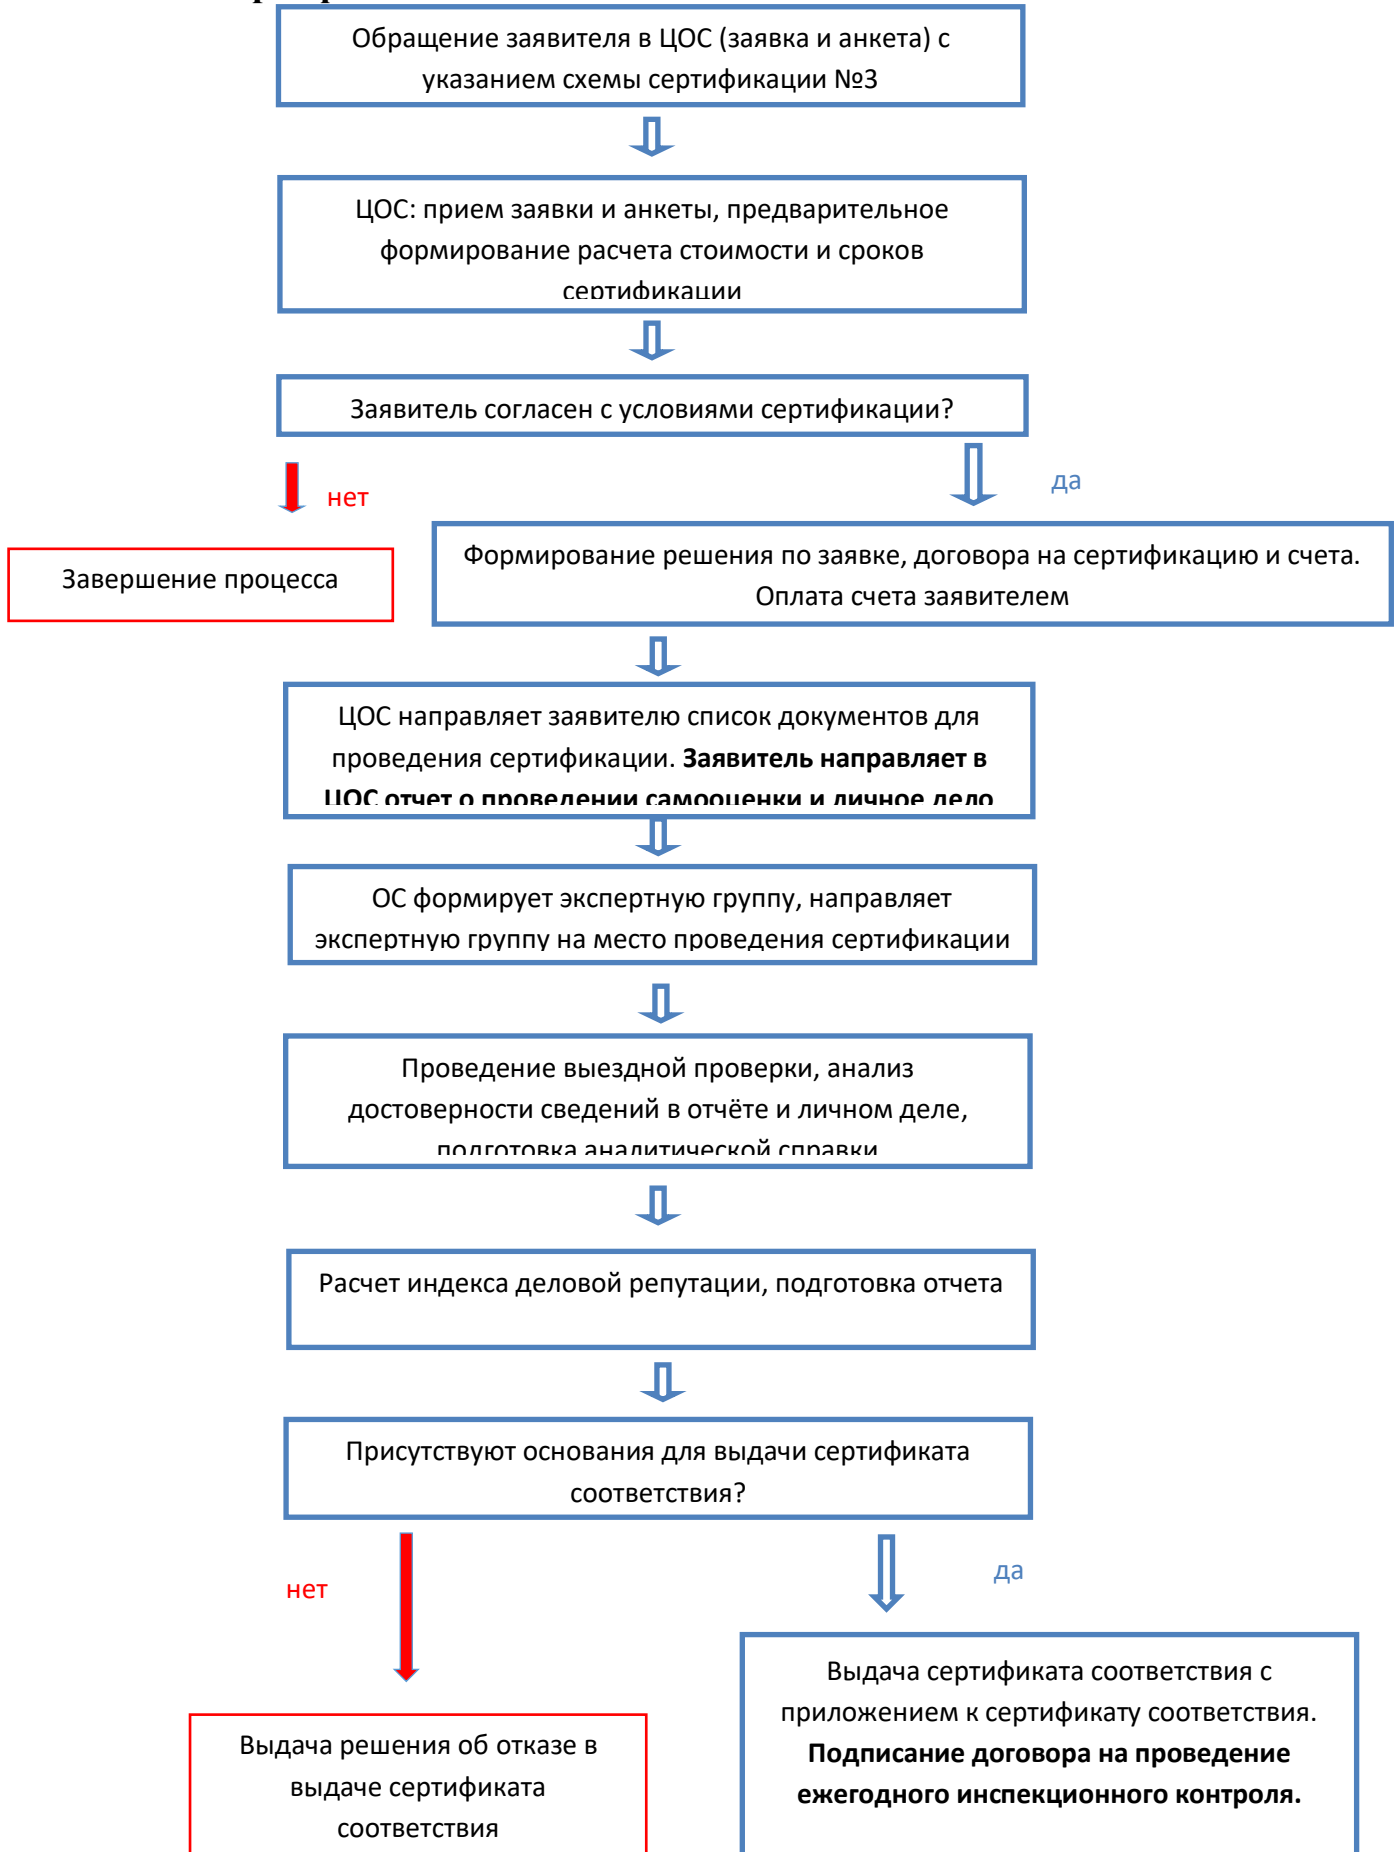 Обращение заявителя в ЦОС (заявка и анкета) с
указанием схемы сертификации №3
ЦОС: прием заявки и анкеты, предварительное
формирование расчета стоимости и сроков
сертификации
Заявитель согласен с условиями сертификации?
нет
да
Завершение процесса
Формирование решения по заявке, договора на сертификацию и счета.
Оплата счета заявителем
ЦОС направляет заявителю список документов для
проведения сертификации. Заявитель направляет в
ЦОС отчет о проведении самооценки и личное дело
ОС формирует экспертную группу, направляет
экспертную группу на место проведения сертификации
Проведение выездной проверки, анализ
достоверности сведений в отчёте и личном деле,
подготовка аналитической справки
Расчет индекса деловой репутации, подготовка отчета
Присутствуют основания для выдачи сертификата
соответствия?
нет
да
Выдача решения об отказе в
выдаче сертификата
соответствия
Выдача сертификата соответствия с
приложением к сертификату соответствия.
Подписание договора на проведение
ежегодного инспекционного контроля.